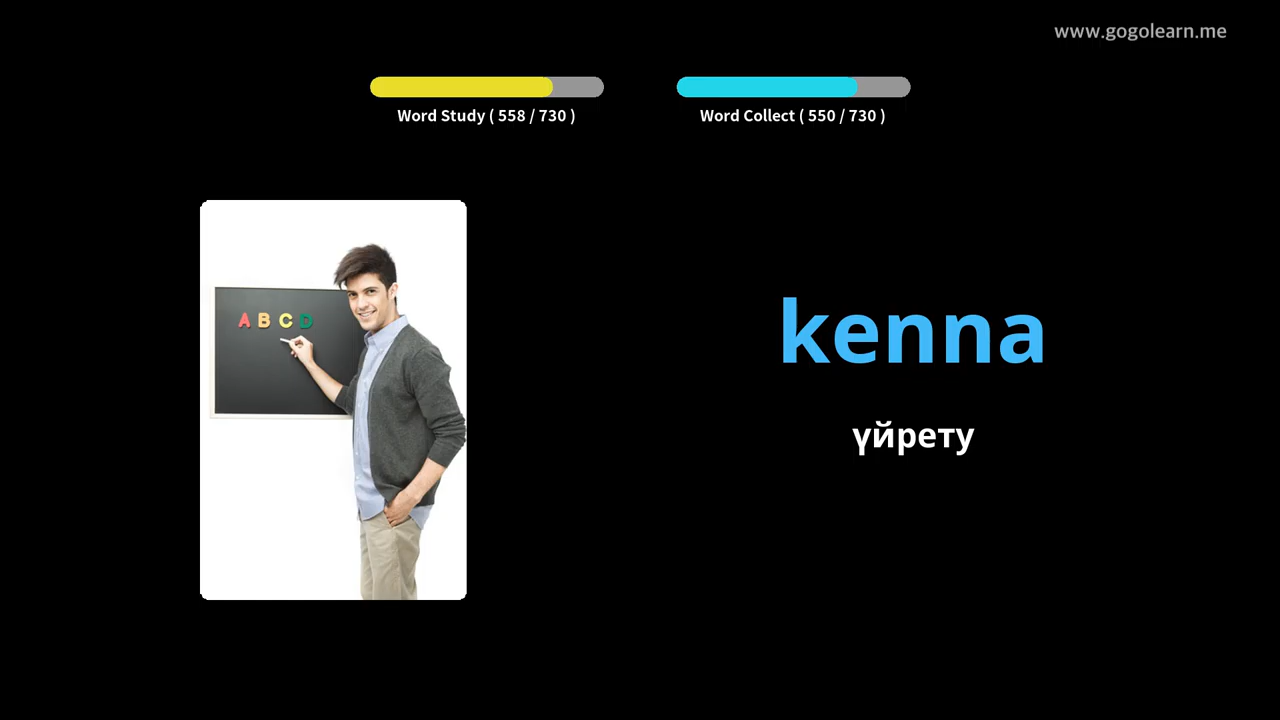 www.gogolearn.me
Word Study ( 558 / 730 )
Word Collect ( 550 / 730 )
A B C D
kenna
үйрету